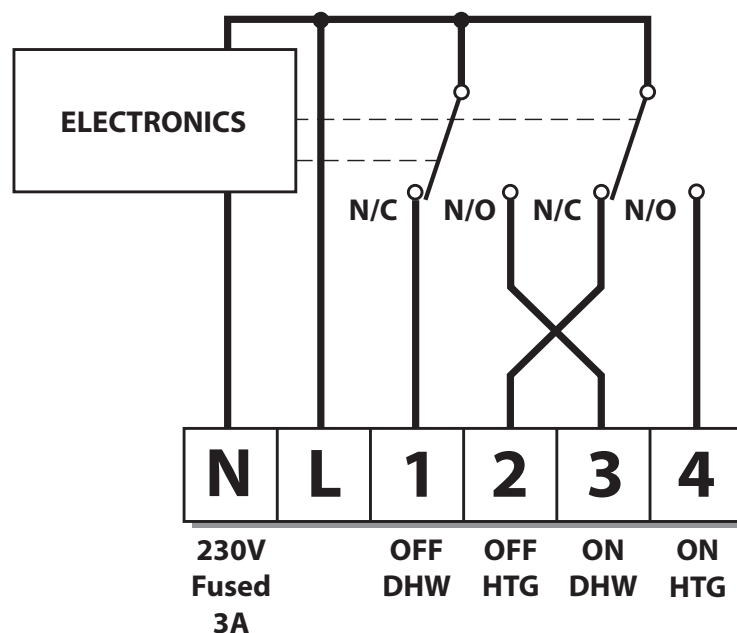 ELECTRONICS
N/C N/O N/C N/O
N L 1 2 3 4
230V Fused 3A
OFF DHW
OFF HTG
ON DHW
ON HTG